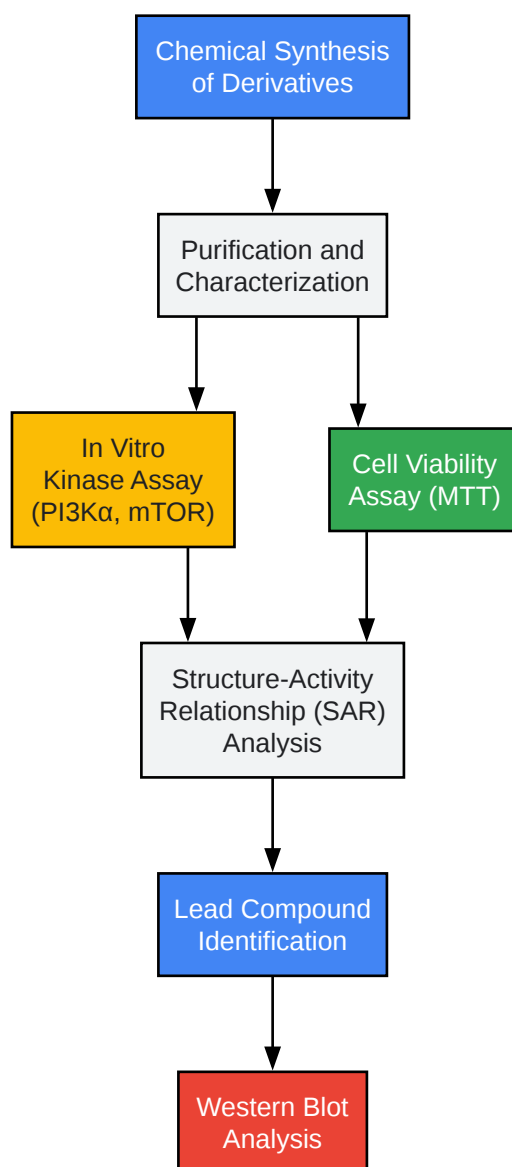 Chemical Synthesis
of Derivatives
Purification and
Characterization
In Vitro
Kinase Assay
(PI3Kα, mTOR)
Cell Viability
Assay (MTT)
Structure-Activity
Relationship (SAR)
Analysis
Lead Compound
Identification
Western Blot
Analysis